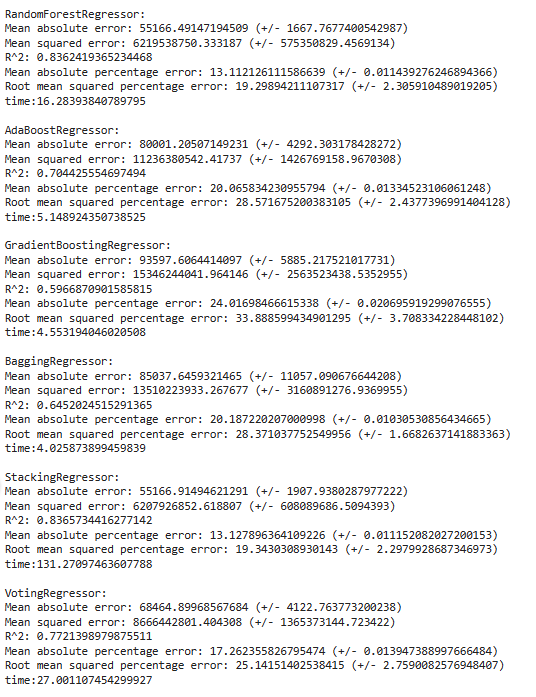 RandomForestRegressor:
Mean absolute error: 55166.49147194509 (+/- 1667.7677400542987)
Mean squared error: 6219538750.333187 (+/- 575350829.4569134)
R^2: 0.8362419365234468
Mean absolute percentage error: 13.112126111586639 (+/- 0.011439276246894366)
Root mean squared percentage error: 19.29894211107317 (+/- 2.305910489019205)
time:16.28393840789795
AdaBoostRegressor:
Mean absolute error: 80001.20507149231 (+/- 4292.303178428272)
Mean squared error: 11236380542.41737 (+/- 1426769158.9670308)
R^2: 0.704425554697494
Mean absolute percentage error: 20.065834230955794 (+/- 0.01334523106061248)
Root mean squared percentage error: 28.571675200383105 (+/- 2.4377396991404128)
time:5.148924350738525
GradientBoostingRegressor:
Mean absolute error: 93597.6064414097 (+/- 5885.217521017731)
Mean squared error: 15346244041.964146 (+/- 2563523438.5352955)
R^2: 0.5966870901585815
Mean absolute percentage error: 24.01698466615338 (+/- 0.020695919299076555)
Root mean squared percentage error: 33.888599434901295 (+/- 3.708334228448102)
time:4.553194046020508
BaggingRegressor:
Mean absolute error: 85037.6459321465 (+/- 11057.090676644208)
Mean squared error: 13510223933.267677 (+/- 3160891276.9369955)
R^2: 0.6452024515291365
Mean absolute percentage error: 20.187220207000998 (+/- 0.01030530856434665)
Root mean squared percentage error: 28.371037752549956 (+/- 1.6682637141883363)
time:4.025873899459839
StackingRegressor:
Mean absolute error: 55166.91494621291 (+/- 1907.9380287977222)
Mean squared error: 6207926852.618807 (+/- 608089686.5094393)
R^2: 0.8365734416277142
Mean absolute percentage error: 13.127896364109226 (+/- 0.011152082027200153)
Root mean squared percentage error: 19.3430308930143 (+/- 2.2979928687346973)
time:131.27097463607788
VotingRegressor:
Mean absolute error: 68464.89968567684 (+/- 4122.763773200238)
Mean squared error: 8666442801.404308 (+/- 1365373144.723422)
R^2: 0.7721398979875511
Mean absolute percentage error: 17.262355826795474 (+/- 0.013947388997666484)
Root mean squared percentage error: 25.14151402538415 (+/- 2.7590082576948407)
time:27.001107454299927